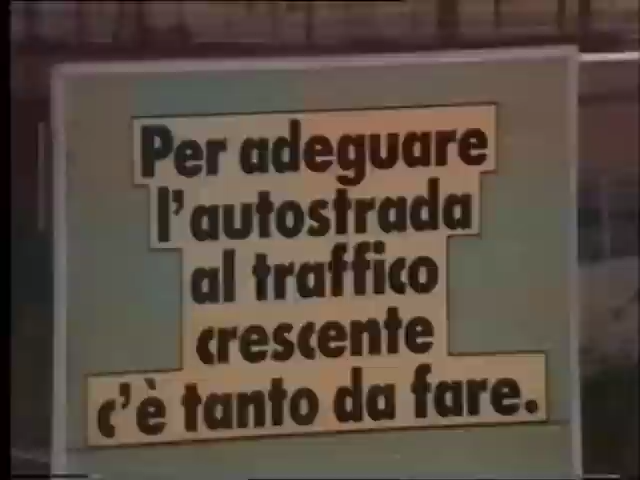 Per adeguare
l'autostrada
al traffico
crescente
c'è tanto da fare.